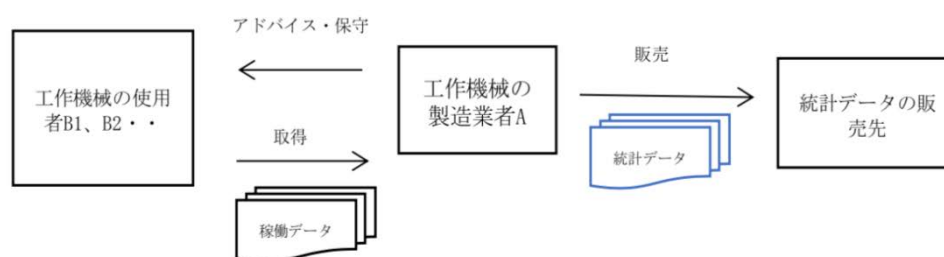 アドバイス・保守
工作機械の使用
者B1、B2・・
取得
稼働データ
工作機械の
製造業者A
販売
統計データ
統計データの販
売先